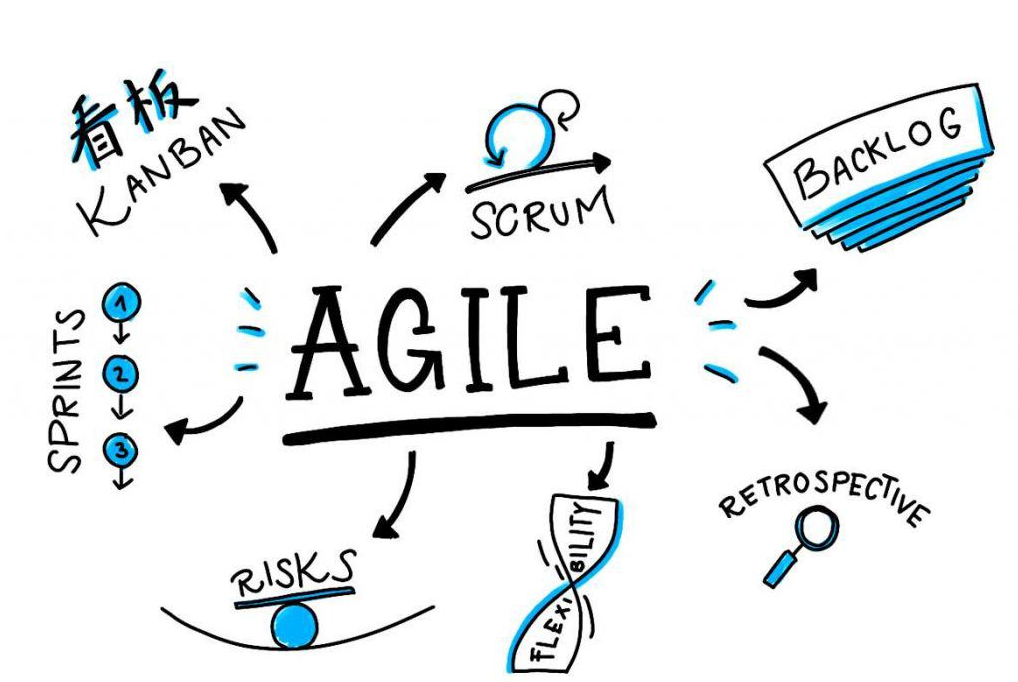 看板
KANBAN
SCRUM
BACKLOG
AGILE
SPRINTS
1
2
3
RETROSPECTIVE
RISKS
FLEXIBILITY